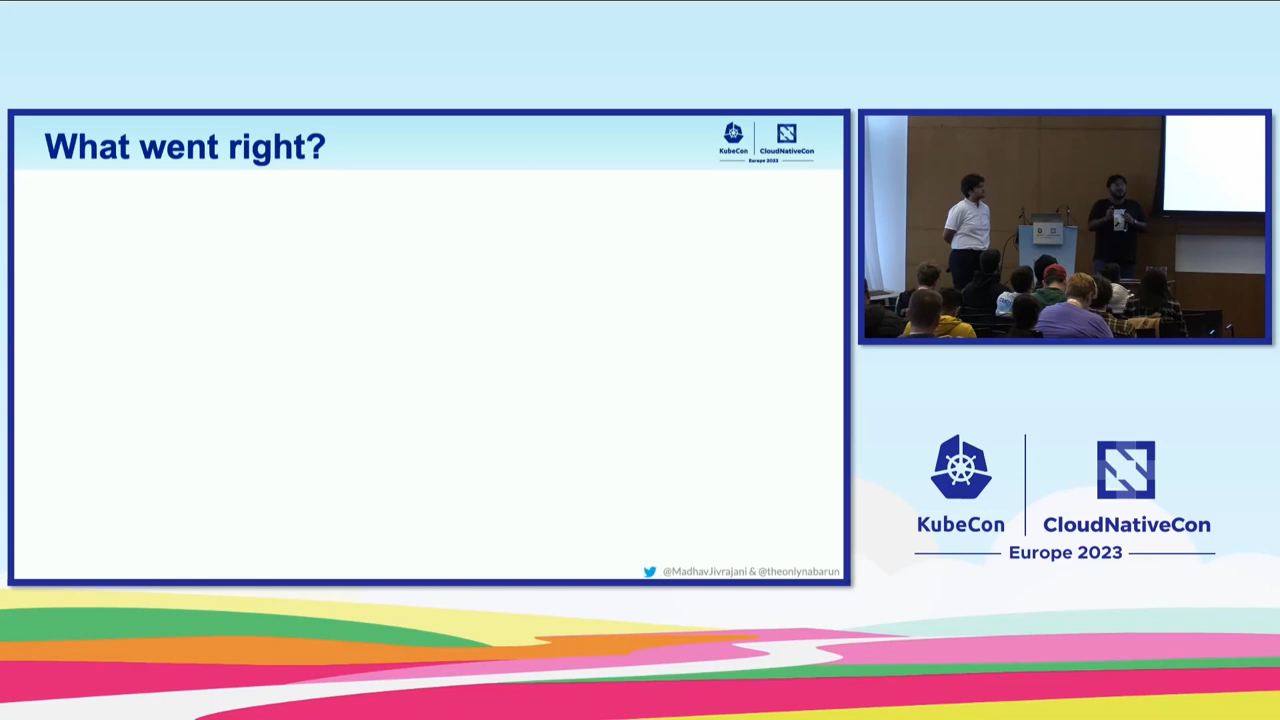 What went right?
KubeCon
CloudNativeCon
Europe 2023
@MadhavJivrajani & @theonlynabarun
KubeCon
CloudNativeCon
Europe 2023